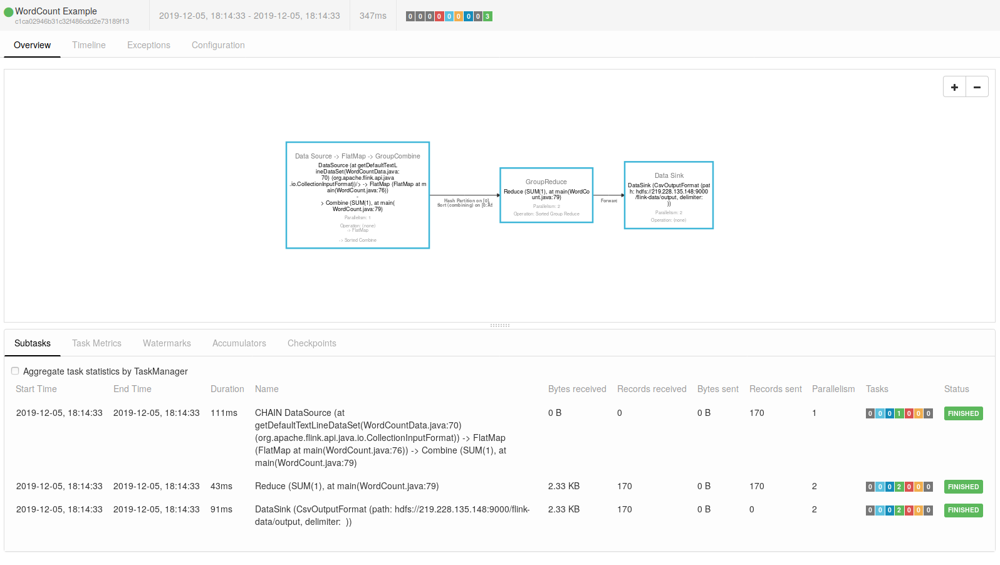 WordCount Example
c1ca02946b31c32f486cdd2e73189f13
2019-12-05, 18:14:33 - 2019-12-05, 18:14:33
347ms
0 0 0 0 0 0 0 0 3
Overview Timeline Exceptions Configuration
+ −
Data Source -> FlatMap -> GroupCombine
DataSource (at getDefaultTextL
ineDataSet(WordCountData.java:
70) (org.apache.flink.api.java
.io.CollectionInputFormat))/> -> FlatMap (FlatMap at m
ain(WordCount.java:76))
-
> Combine (SUM(1), at main(
WordCount.java:79)
Parallelism: 1
Operation: (none)
-> FlatMap
-> Sorted Combine
Hash Partition on [0]
Sort (combining) on [0:AS
GroupReduce
Reduce (SUM(1), at main(WordCo
unt.java:79)
Parallelism: 2
Operation: Sorted Group Reduce
Forward
Data Sink
DataSink (CsvOutputFormat (pat
h: hdfs://219.228.135.148:9000
/flink-data/output, delimiter:
))
Parallelism: 2
Operation: (none)
Subtasks Task Metrics Watermarks Accumulators Checkpoints
Aggregate task statistics by TaskManager
Start Time End Time Duration Name Bytes received Records received Bytes sent Records sent Parallelism Tasks Status
2019-12-05, 18:14:33 2019-12-05, 18:14:33 111ms CHAIN DataSource (at 0 B 0 0 B 170 1 0 0 0 1 0 0 0 FINISHED
getDefaultTextLineDataSet(WordCountData.java:70)
(org.apache.flink.api.java.io.CollectionInputFormat)) -> FlatMap
(FlatMap at main(WordCount.java:76)) -> Combine (SUM(1), at
main(WordCount.java:79)
2019-12-05, 18:14:33 2019-12-05, 18:14:33 43ms Reduce (SUM(1), at main(WordCount.java:79) 2.33 KB 170 0 B 170 2 0 0 0 2 0 0 0 FINISHED
2019-12-05, 18:14:33 2019-12-05, 18:14:33 91ms DataSink (CsvOutputFormat (path: hdfs://219.228.135.148:9000/flink- 2.33 KB 170 0 B 0 2 0 0 0 2 0 0 0 FINISHED
data/output, delimiter: ))